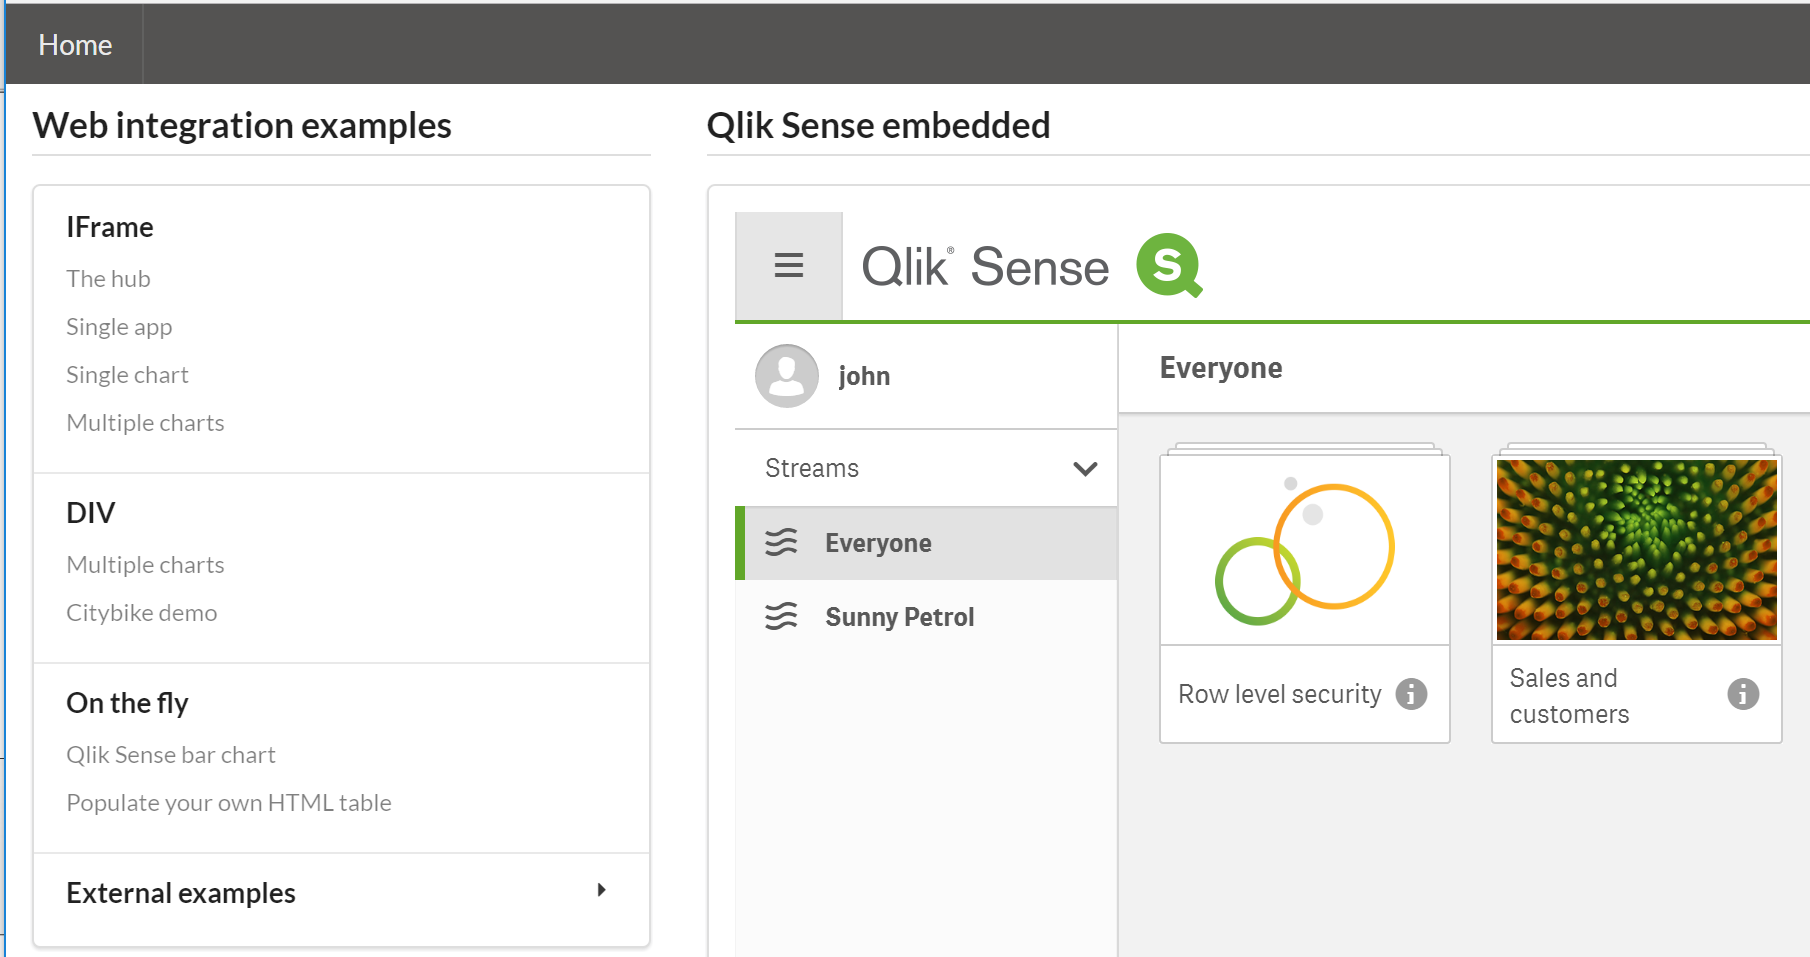 Home
Web integration examples
IFrame
The hub
Single app
Single chart
Multiple charts
DIV
Multiple charts
Citybike demo
On the fly
Qlik Sense bar chart
Populate your own HTML table
External examples
Qlik Sense embedded
Qlik® Sense S
john
Streams
Everyone
Sunny Petrol
Everyone
Row level security
Sales and
customers